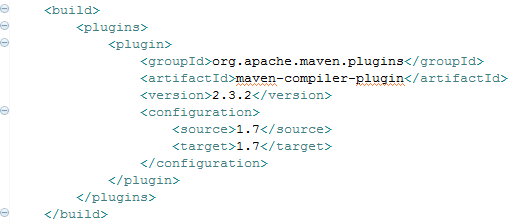 <build>
<plugins>
<plugin>
<groupId>org.apache.maven.plugins</groupId>
<artifactId>maven-compiler-plugin</artifactId>
<version>2.3.2</version>
<configuration>
<source>1.7</source>
<target>1.7</target>
</configuration>
</plugin>
</plugins>
</build>